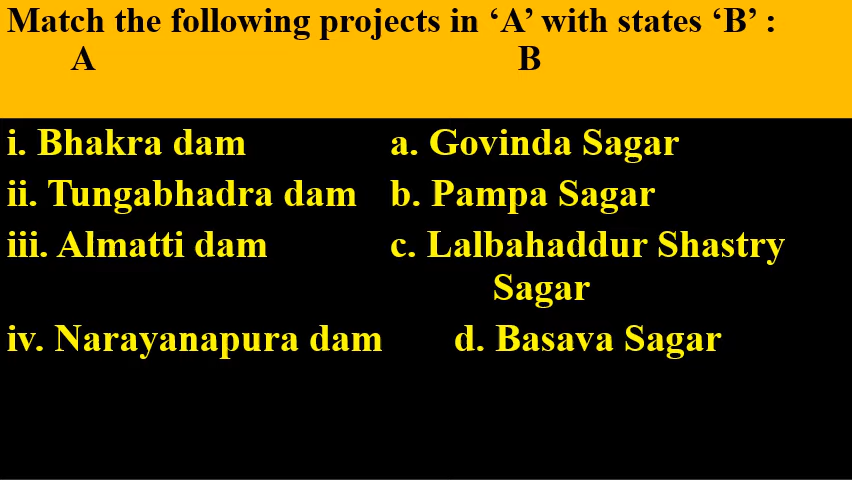 Match the following projects in ‘A’ with states ‘B’ :
A B
i. Bhakra dam a. Govinda Sagar
ii. Tungabhadra dam b. Pampa Sagar
iii. Almatti dam c. Lalbahaddur Shastry
Sagar
iv. Narayanapura dam d. Basava Sagar